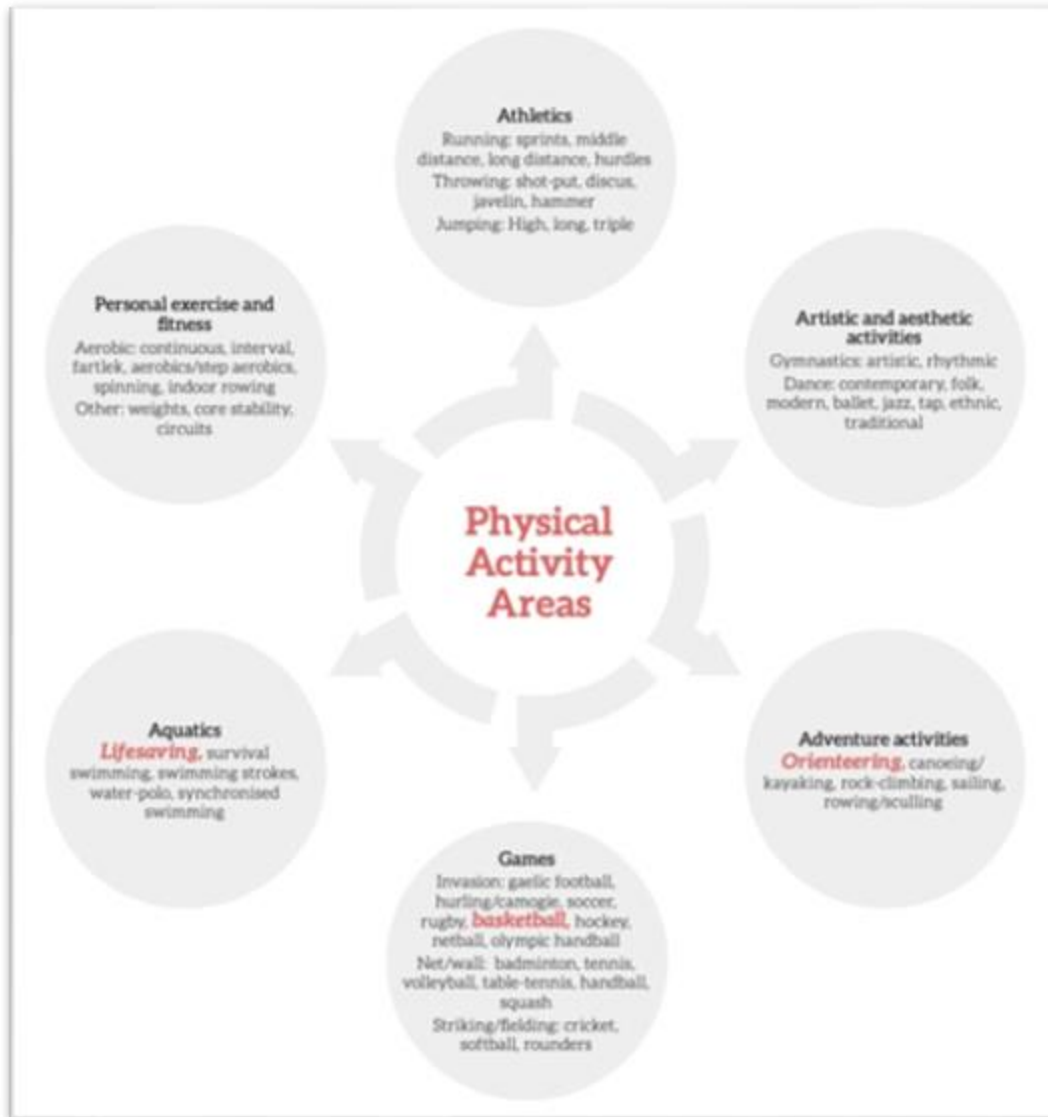 Athletics
Running: sprints, middle
distance, long distance, hurdles
Throwing: shot-put, discus,
javelin, hammer
Jumping: High, long, triple
Personal exercise and
fitness
Aerobic: continuous, interval,
fartlek, aerobics/step aerobics,
spinning, indoor rowing
Other: weights, core stability,
circuits
Artistic and aesthetic
activities
Gymnastics: artistic, rhythmic
Dance: contemporary, folk,
modern, ballet, jazz, tap, ethnic,
traditional
Physical
Activity
Areas
Aquatics
Lifesaving, survival
swimming, swimming strokes,
water-polo, synchronised
swimming
Adventure activities
Orienteering, canoeing/
kayaking, rock-climbing, sailing,
rowing/sculling
Games
Invasion: gaelic football,
hurling/camogie, soccer,
rugby, basketball, hockey,
netball, olympic handball
Net/wall: badminton, tennis,
volleyball, table-tennis, handball,
squash
Striking/fielding: cricket,
softball, rounders